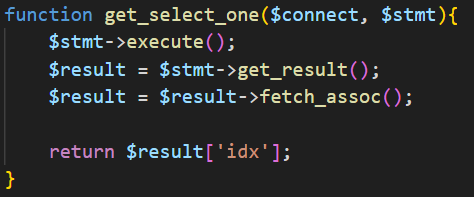 function get_select_one($connect, $stmt){
    $stmt->execute();
    $result = $stmt->get_result();
    $result = $result->fetch_assoc();

    return $result['idx'];
}